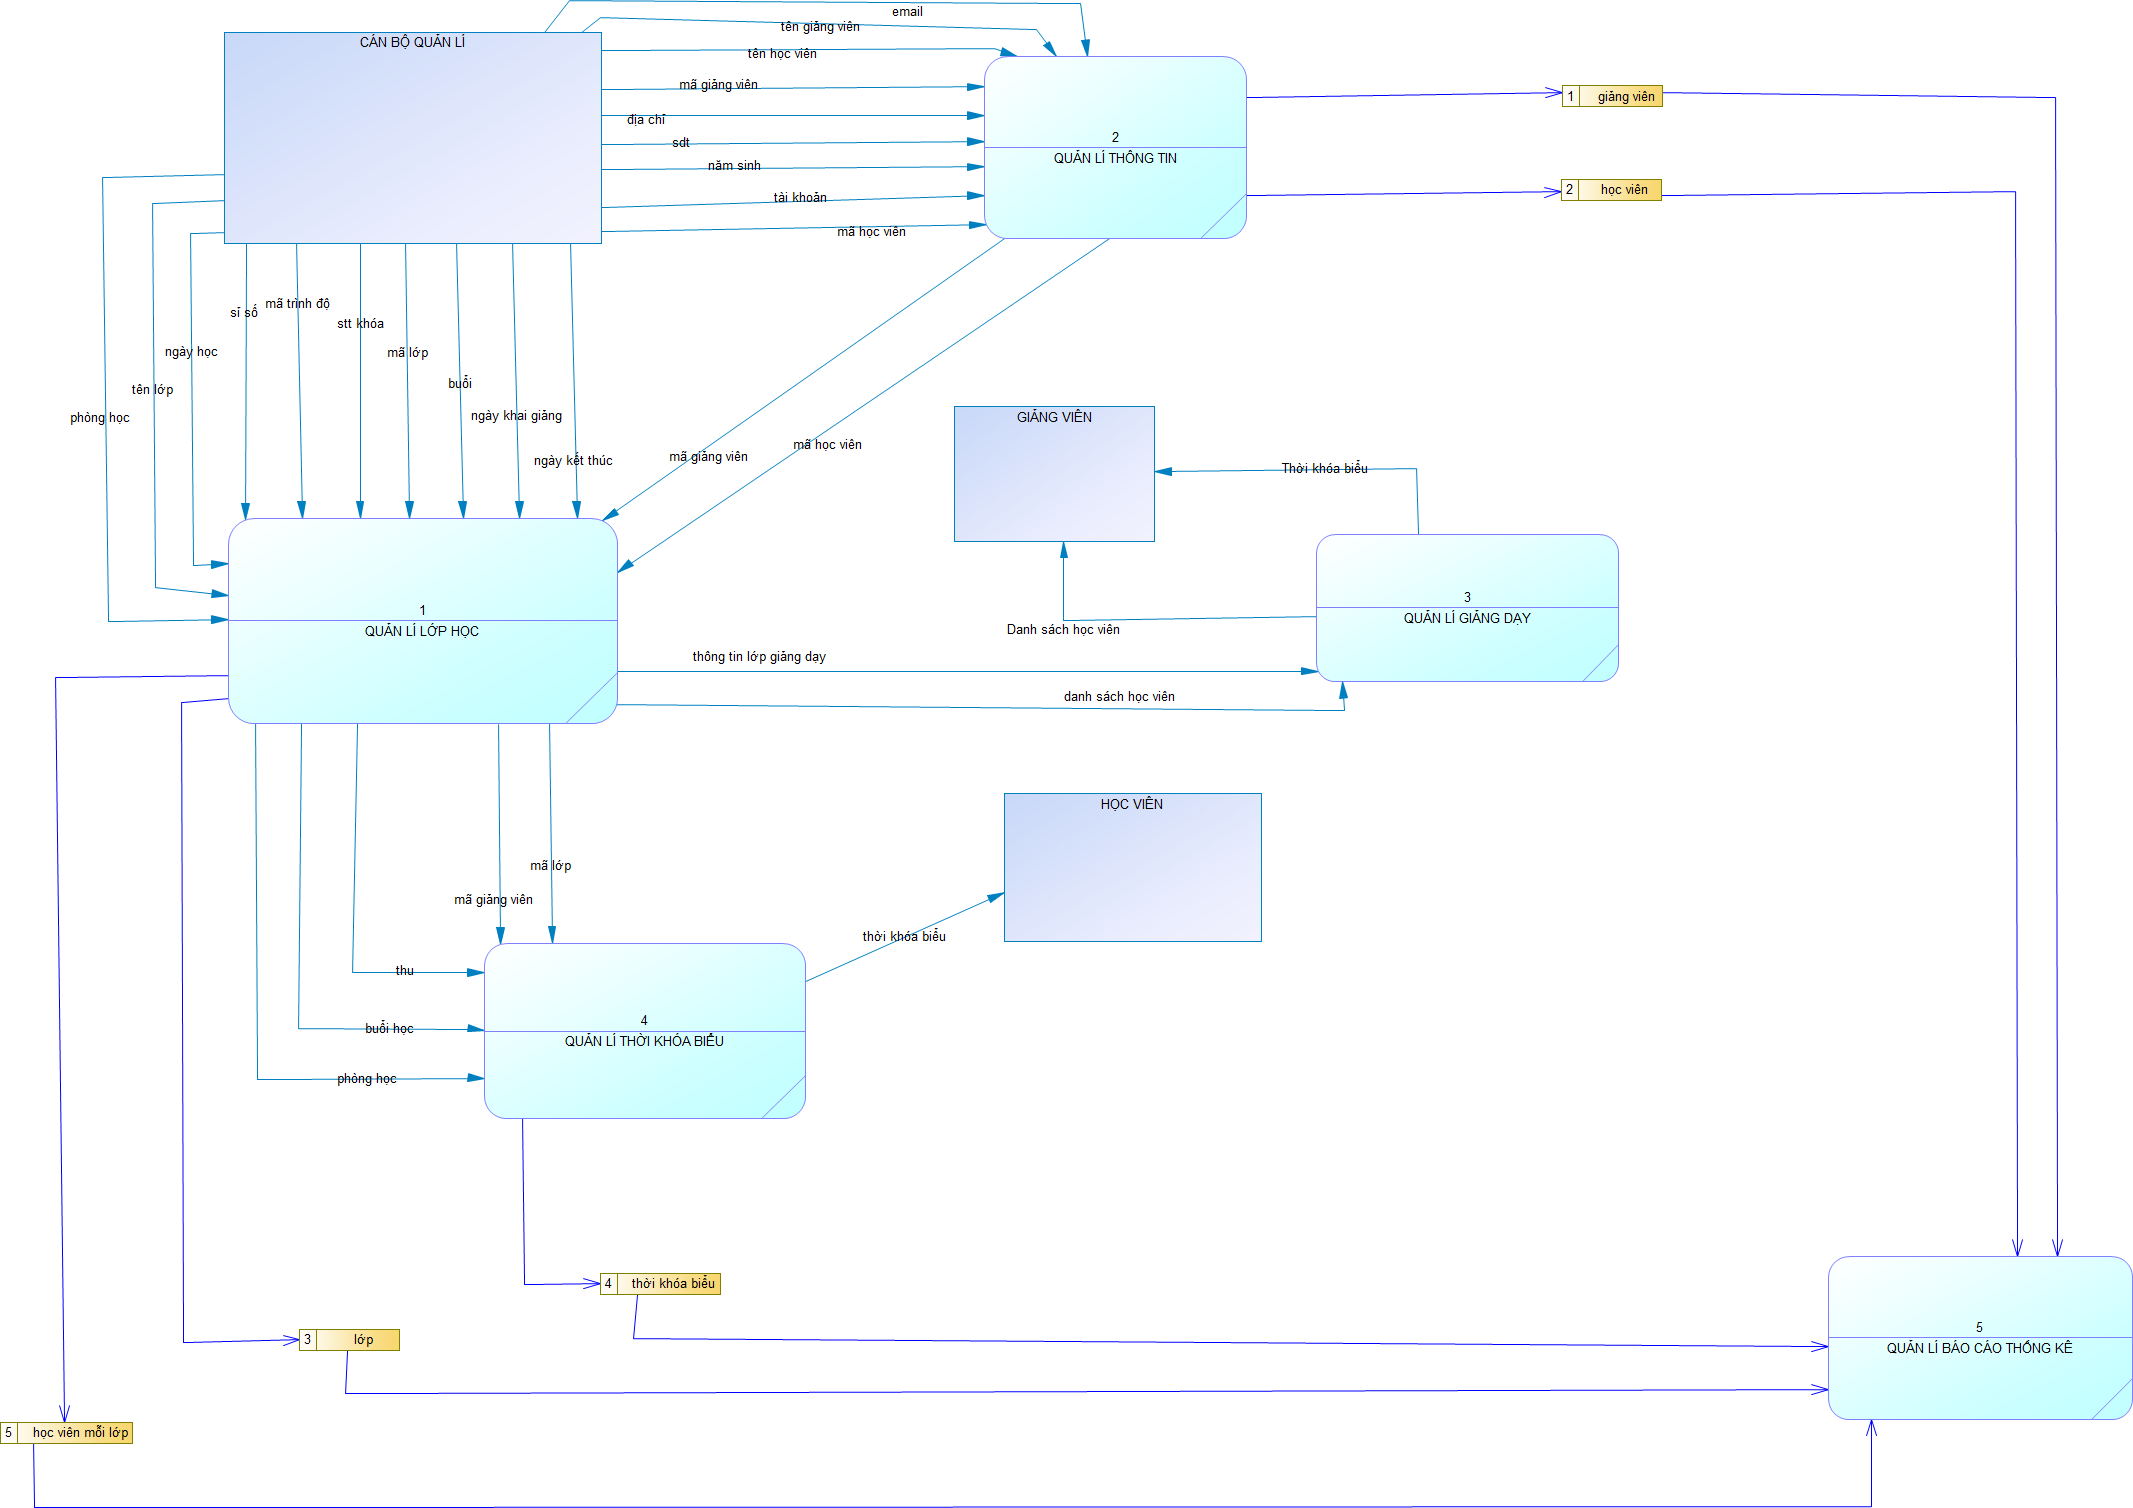 email
tên giảng viên
CÁN BỘ QUẢN LÍ
tên học viên
mã giảng viên
1 giảng viên
địa chỉ
2
sdt
QUẢN LÍ THÔNG TIN
năm sinh
2 học viên
tài khoản
mã học viên
mã trình độ
sĩ số
stt khóa
ngày học
mã lớp
buổi
tên lớp
ngày khai giảng
phòng học
GIẢNG VIÊN
mã học viên
mã giảng viên
ngày kết thúc
Thời khóa biểu
3
QUẢN LÍ GIẢNG DẠY
1
QUẢN LÍ LỚP HỌC
Danh sách học viên
thông tin lớp giảng dạy
danh sách học viên
HỌC VIÊN
mã lớp
mã giảng viên
thời khóa biểu
thu
4
QUẢN LÍ THỜI KHÓA BIỂU
buổi học
phòng học
4 thời khóa biểu
5
QUẢN LÍ BÁO CÁO THỐNG KÊ
3 lớp
5 học viên mỗi lớp